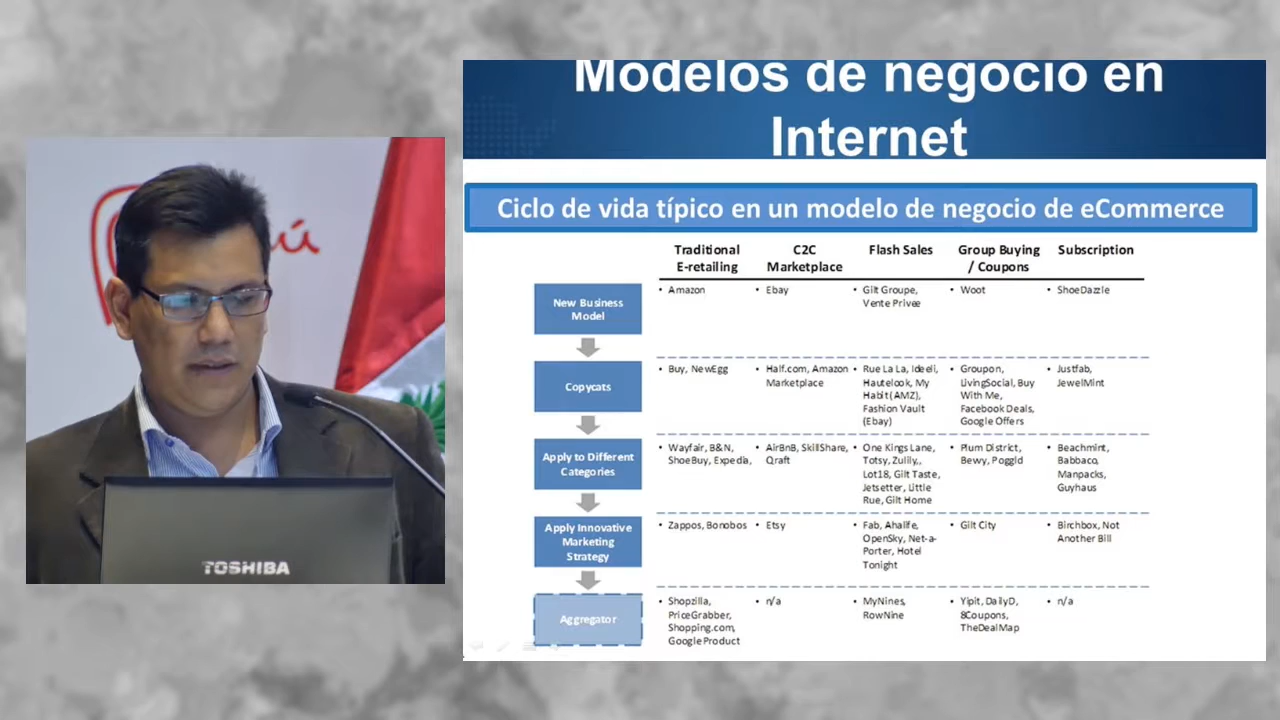 Modelos de negocio en
Internet
Ciclo de vida típico en un modelo de negocio de eCommerce
Traditional
E-retailing
C2C
Marketplace
Flash Sales
Group Buying
/ Coupons
Subscription
New Business
Model
• Amazon
• Ebay
• Gilt Groupe,
Vente Privee
• Woot
• ShoeDazzle
Copycats
• Buy, NewEgg
• Half.com, Amazon
Marketplace
• Rue La La, Ideeli,
Hautelook, My
Habit (AMZ),
Fashion Vault
(Ebay)
• Groupon,
LivingSocial, Buy
With Me,
Facebook Deals,
Google Offers
• Justfab,
JewelMint
Apply to Different
Categories
• Wayfair, B&N,
ShoeBuy, Expedia,
• AirBnB, SkillShare,
Qraft
• One Kings Lane,
Totsy, Zulily,,
Lot18, Gilt Taste,
Jetsetter, Little
Rue, Gilt Home
• Plum District,
Bewy, Poggld
• Beachmint,
Babbaco,
Manpacks,
Guyhaus
Apply Innovative
Marketing
Strategy
• Zappos, Bonobos
• Etsy
• Fab, Ahalife,
OpenSky, Net-a-
Porter, Hotel
Tonight
• Gilt City
• Birchbox, Not
Another Bill
Aggregator
• Shopzilla,
PriceGrabber,
Shopping.com,
Google Product
• n/a
• MyNines,
RowNine
• Yipit, DailyD,
8Coupons,
TheDealMap
• n/a
TOSHIBA